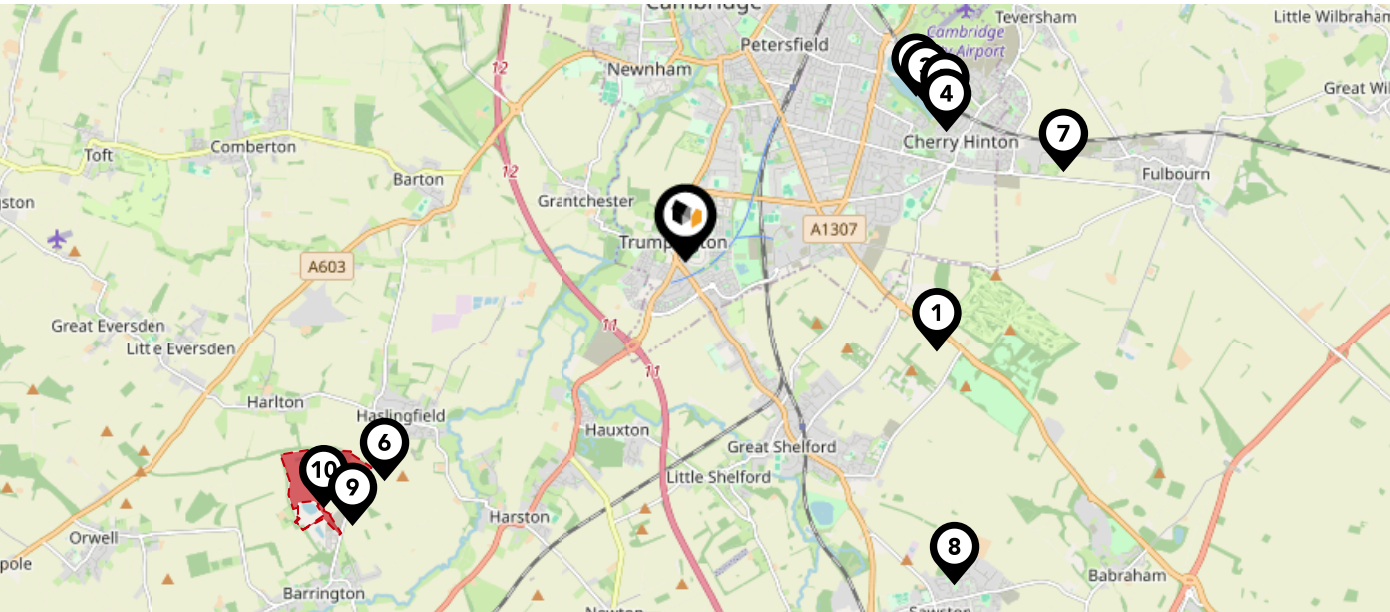 Cambridge
Teversham
Little Wilbraham
12
Petersfield
Cambridge
Airport
Newnham
3
4
Great Wil
7
Cherry Hinton
Toft
Comberton
12
Barton
Fulbourn
Grantchester
A1307
A603
1
Great Eversden
11
Little Eversden
11
Harlton
Haslingfield
6
Hauxton
Great Shelford
10
9
Little Shelford
Harston
Orwell
8
Barrington
Babraham